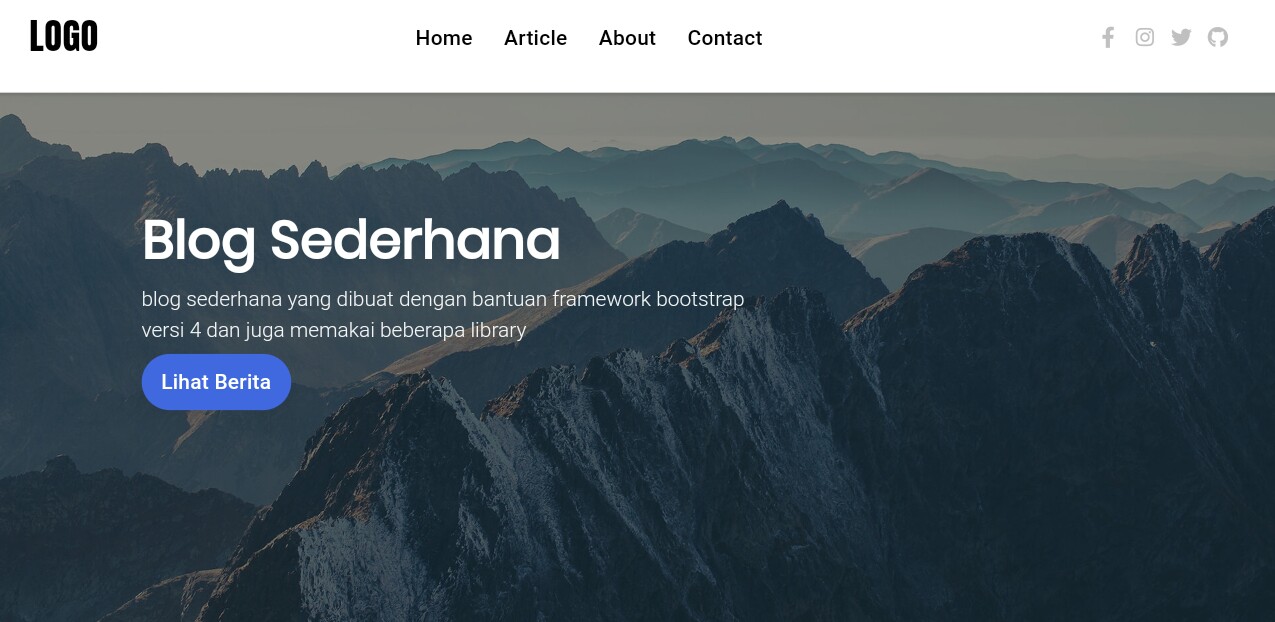 LOGO
Home Article About Contact
Blog Sederhana
blog sederhana yang dibuat dengan bantuan framework bootstrap
versi 4 dan juga memakai beberapa library
Lihat Berita